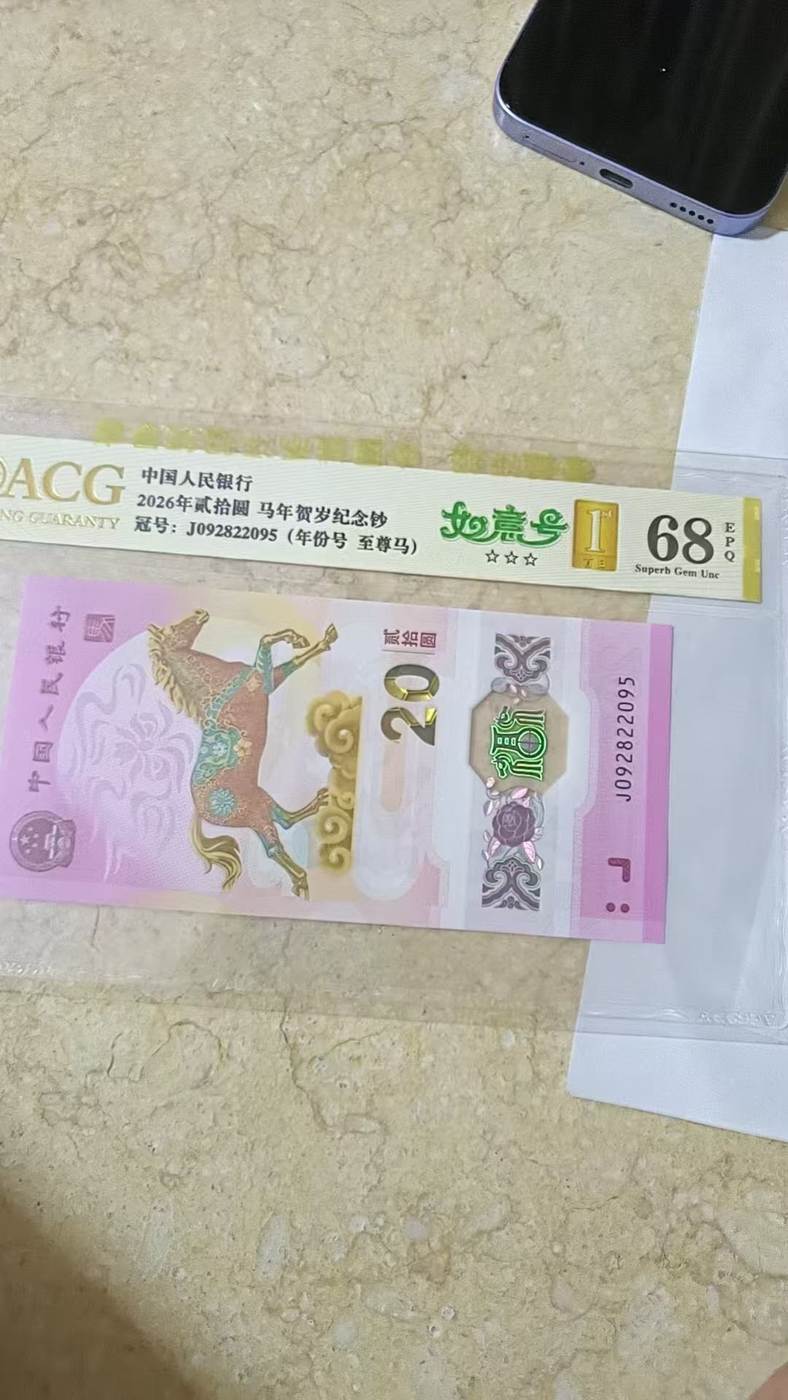 ACG
NG GUARANTY
中国人民银行
2026年贰拾圆 马年贺岁纪念钞
冠号：J092822095（年份号 至尊马）
如意号
☆☆☆
1st
68
EPQ
Superb Gem Unc
中国人民银行
贰拾圆
20
福
J092822095